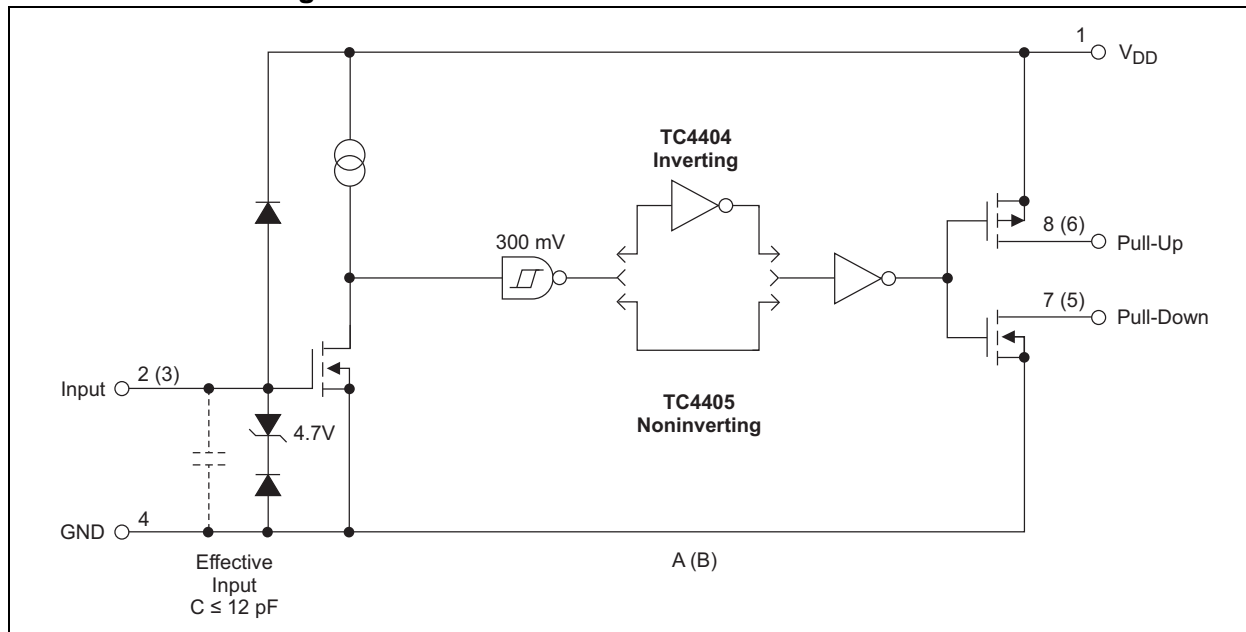 1
VDD
TC4404
Inverting
300 mV
8 (6)
Pull-Up
7 (5)
Pull-Down
2 (3)
Input
4.7V
TC4405
Noninverting
4
GND
A (B)
Effective
Input
C ≤ 12 pF